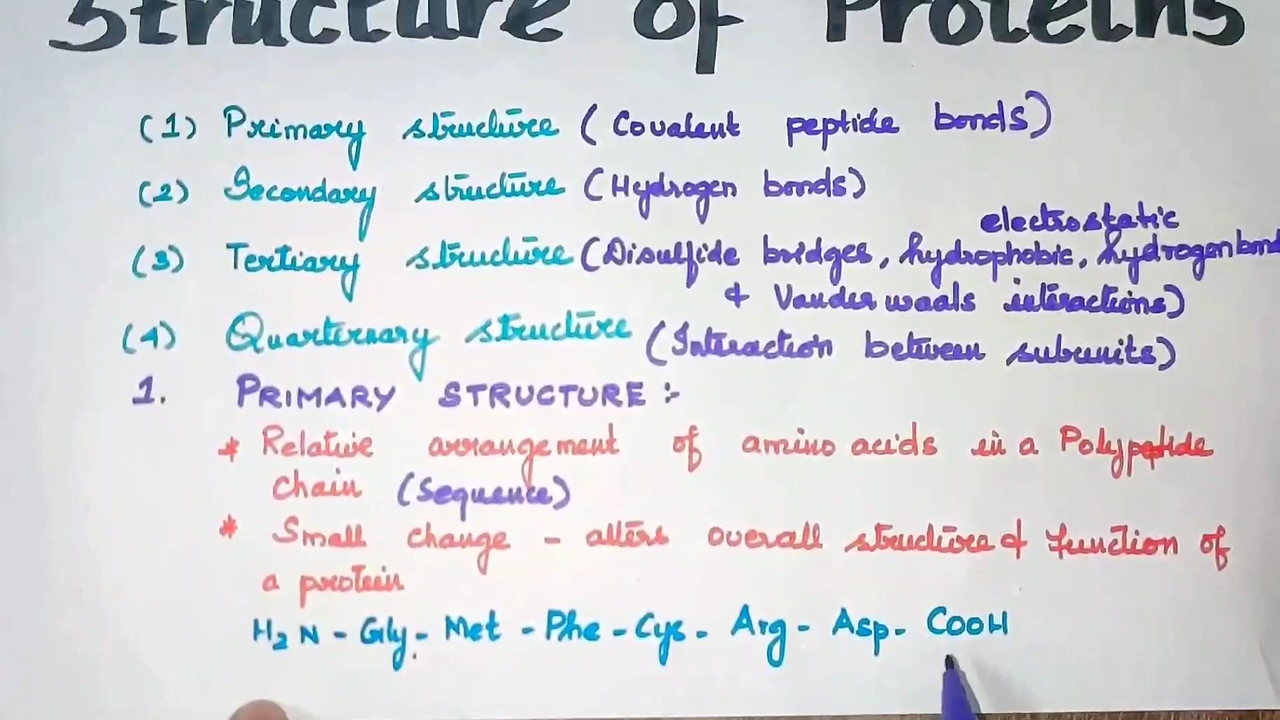 Structure of Proteins
(1) Primary structure (Covalent peptide bonds)
(2) Secondary structure (Hydrogen bonds)
electrostatic
(3) Tertiary structure (Disulfide bridges, hydrophobic, hydrogen bond
& Vander waals interactions)
(4) Quarternary structure (Interaction between subunits)
1. PRIMARY STRUCTURE :-
* Relative arrangement of amino acids in a Polypeptide
chain (Sequence)
* Small change - alters overall structure & function of
a protein
H2N - Gly - Met - Phe - Cys - Arg - Asp - COOH